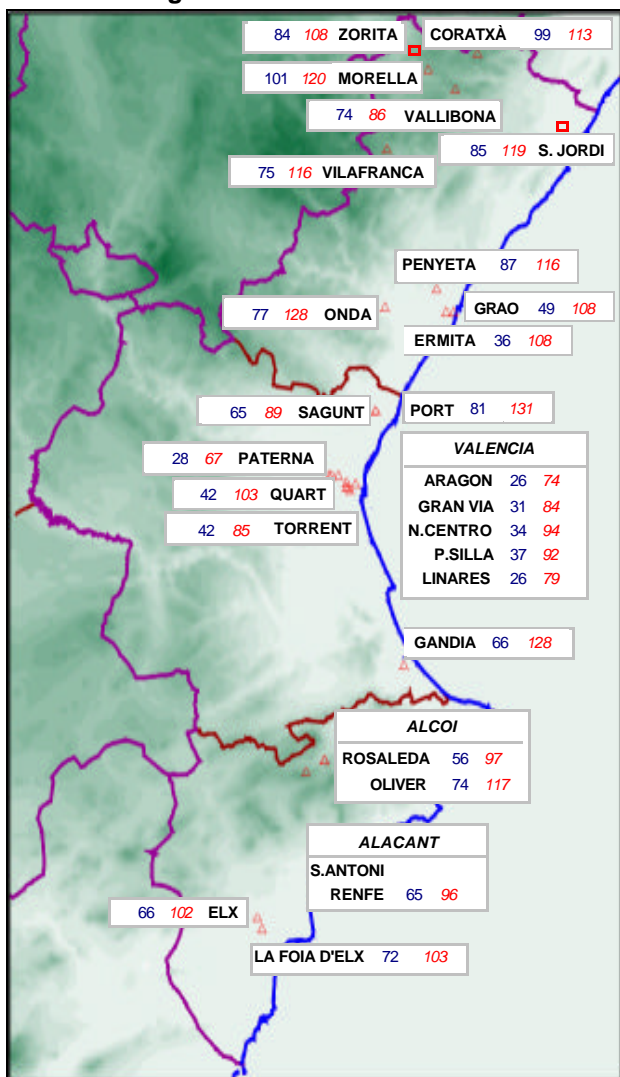 84 108 ZORITA
CORATXÀ 99 113
101 120 MORELLA
74 86 VALLIBONA
85 119 S. JORDI
75 116 VILAFRANCA
PENYETA 87 116
77 128 ONDA
GRAO 49 108
ERMITA 36 108
65 89 SAGUNT
PORT 81 131
28 67 PATERNA
42 103 QUART
42 85 TORRENT
VALENCIA
ARAGON 26 74
GRAN VIA 31 84
N.CENTRO 34 94
P.SILLA 37 92
LINARES 26 79
GANDIA 66 128
ALCOI
ROSALEDA 56 97
OLIVER 74 117
ALACANT
S.ANTONI
RENFE 65 96
66 102 ELX
LA FOIA D'ELX 72 103